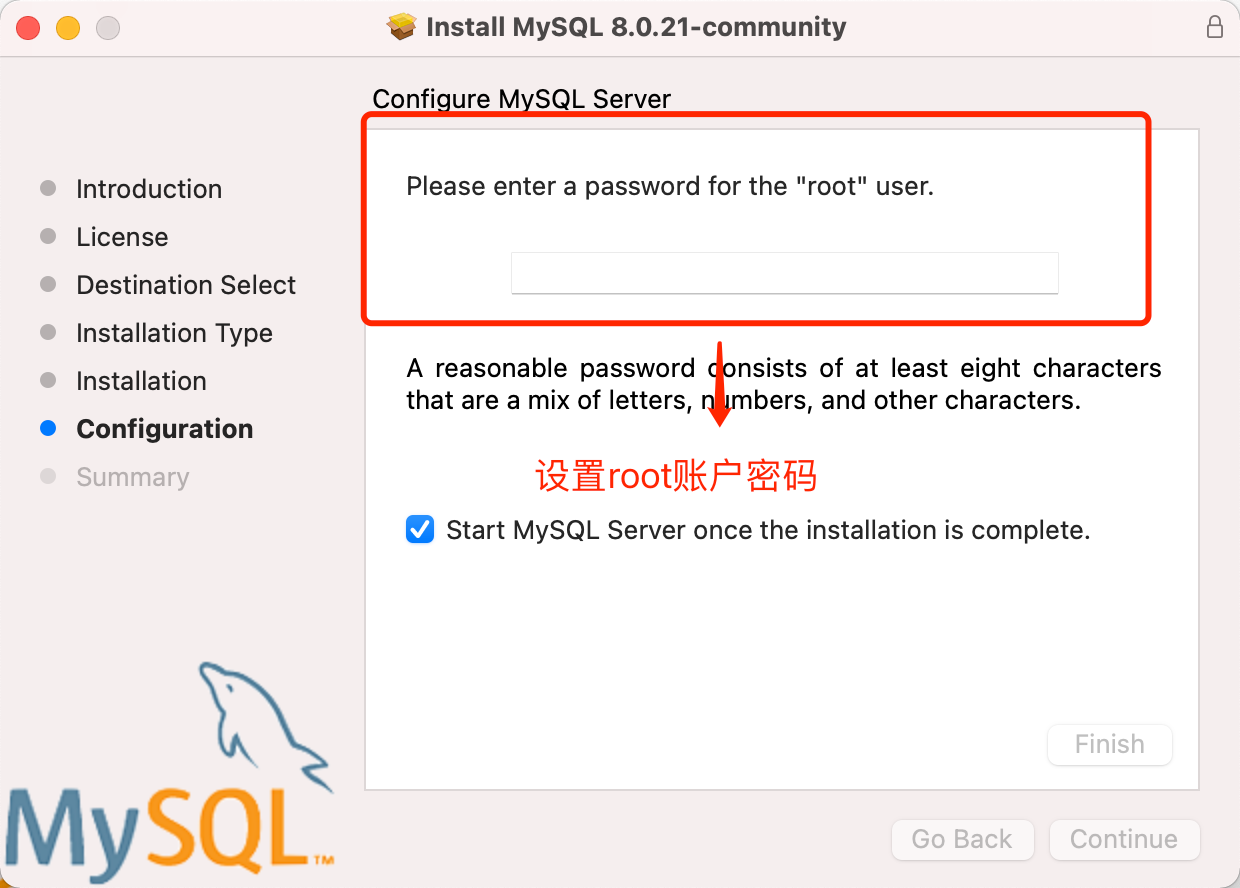 Install MySQL 8.0.21-community
Configure MySQL Server
Introduction
License
Destination Select
Installation Type
Installation
Configuration
Summary
Please enter a password for the "root" user.
A reasonable password consists of at least eight characters
that are a mix of letters, numbers, and other characters.
设置root账户密码
Start MySQL Server once the installation is complete.
Finish
MySQL™
Go Back
Continue